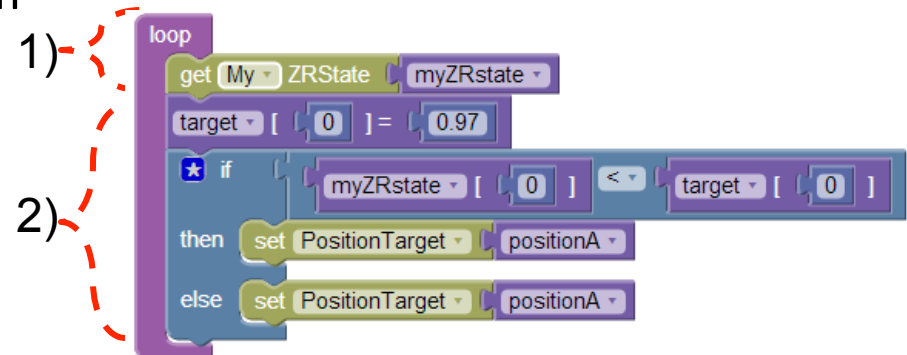 1)
loop
get My ZRState myZRstate
target [ 0 ] = 0.97
if myZRstate [ 0 ] < target [ 0 ]
2)
then set PositionTarget positionA
else set PositionTarget positionA